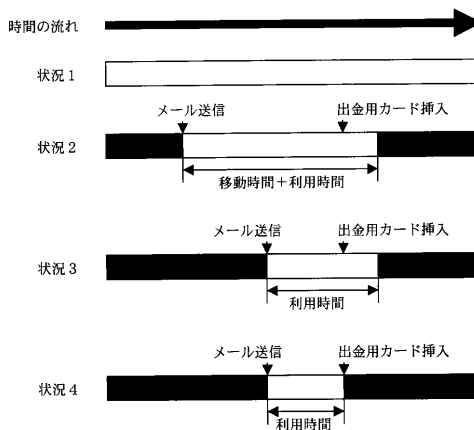 時間の流れ
状況1
メール送信 出金用カード挿入
状況2
移動時間+利用時間
メール送信 出金用カード挿入
状況3
利用時間
メール送信 出金用カード挿入
状況4
利用時間